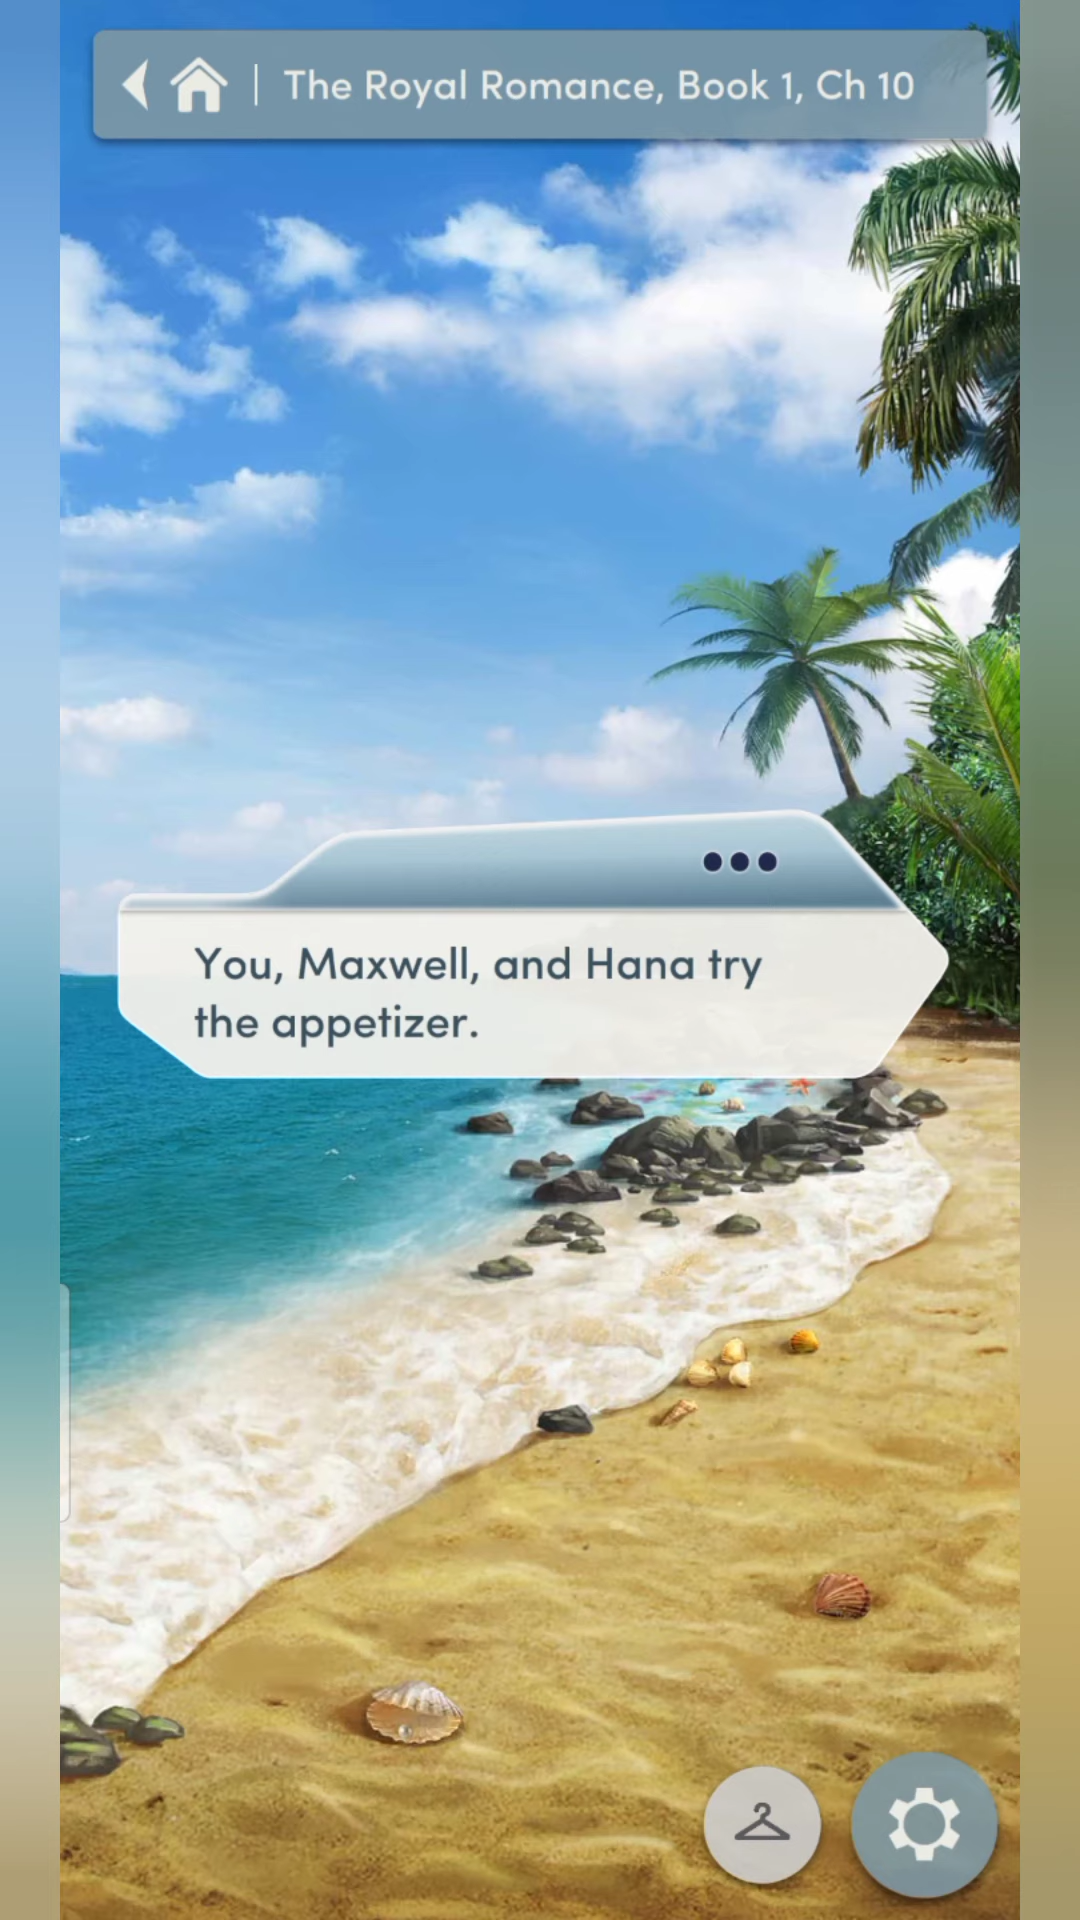 The Royal Romance, Book 1, Ch 10
You, Maxwell, and Hana try
the appetizer.